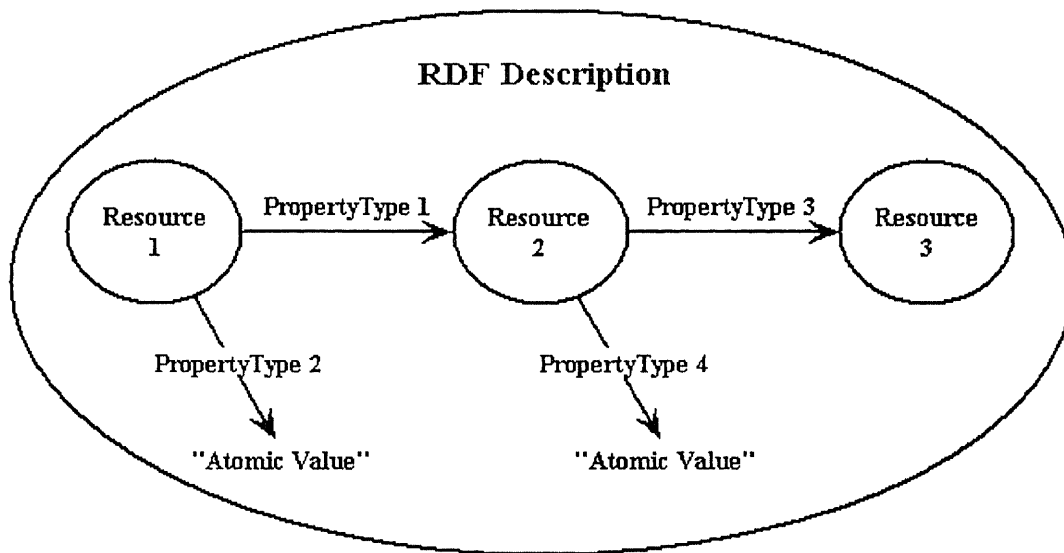 RDF Description
Resource
1
PropertyType 1
Resource
2
PropertyType 3
Resource
3
PropertyType 2
PropertyType 4
"Atomic Value"
"Atomic Value"